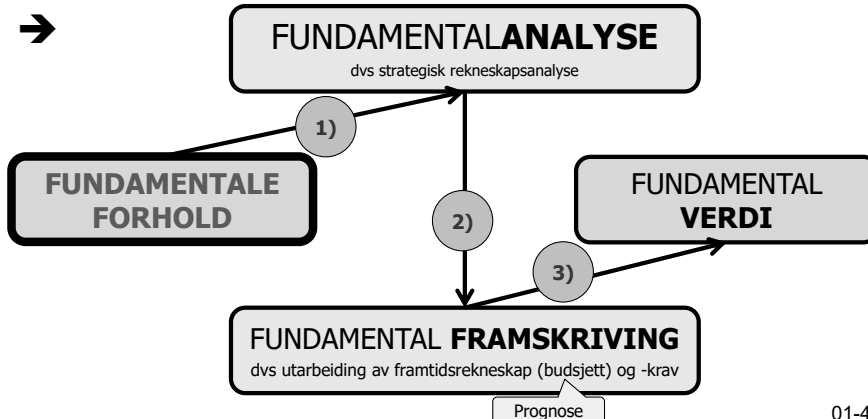 ➔
FUNDAMENTALANALYSE
dvs strategisk rekneskapsanalyse
1)
FUNDAMENTALE
FORHOLD
FUNDAMENTAL
VERDI
2)
3)
FUNDAMENTAL FRAMSKRIVING
dvs utarbeiding av framtidsrekneskap (budsjett) og -krav
Prognose
01-4